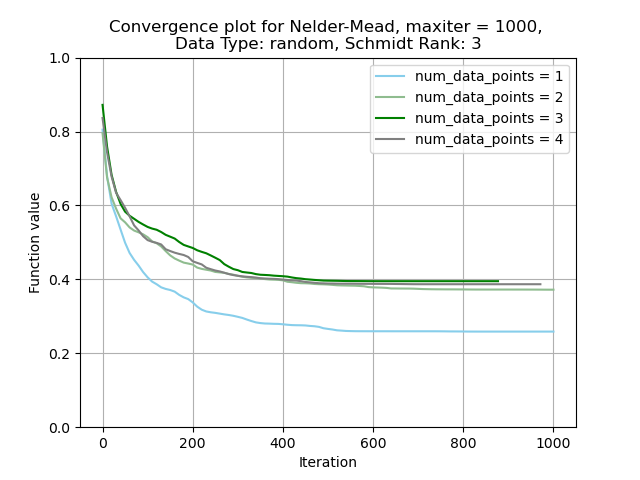 Convergence plot for Nelder-Mead, maxiter = 1000,
Data Type: random, Schmidt Rank: 3
num_data_points = 1
num_data_points = 2
num_data_points = 3
num_data_points = 4
Function value
1.0
0.8
0.6
0.4
0.2
0.0
0 200 400 600 800 1000
Iteration